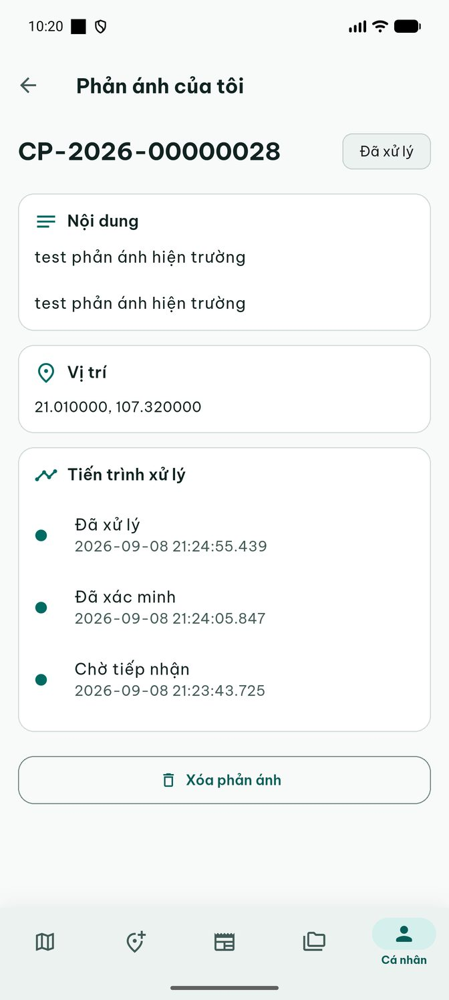 10:20
Phản ánh của tôi
CP-2026-00000028
Đã xử lý
Nội dung
test phản ánh hiện trường
test phản ánh hiện trường
Vị trí
21.010000, 107.320000
Tiến trình xử lý
Đã xử lý
2026-09-08 21:24:55.439
Đã xác minh
2026-09-08 21:24:05.847
Chờ tiếp nhận
2026-09-08 21:23:43.725
Xóa phản ánh
Cá nhân